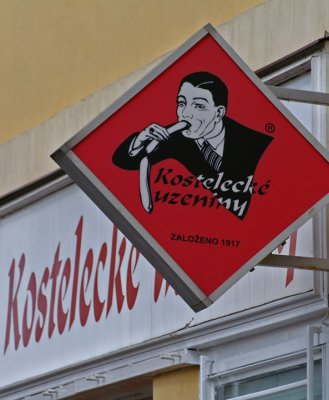 ®
Kostelecké
uzeniny
ZALOŽENO 1917
Kostelecké